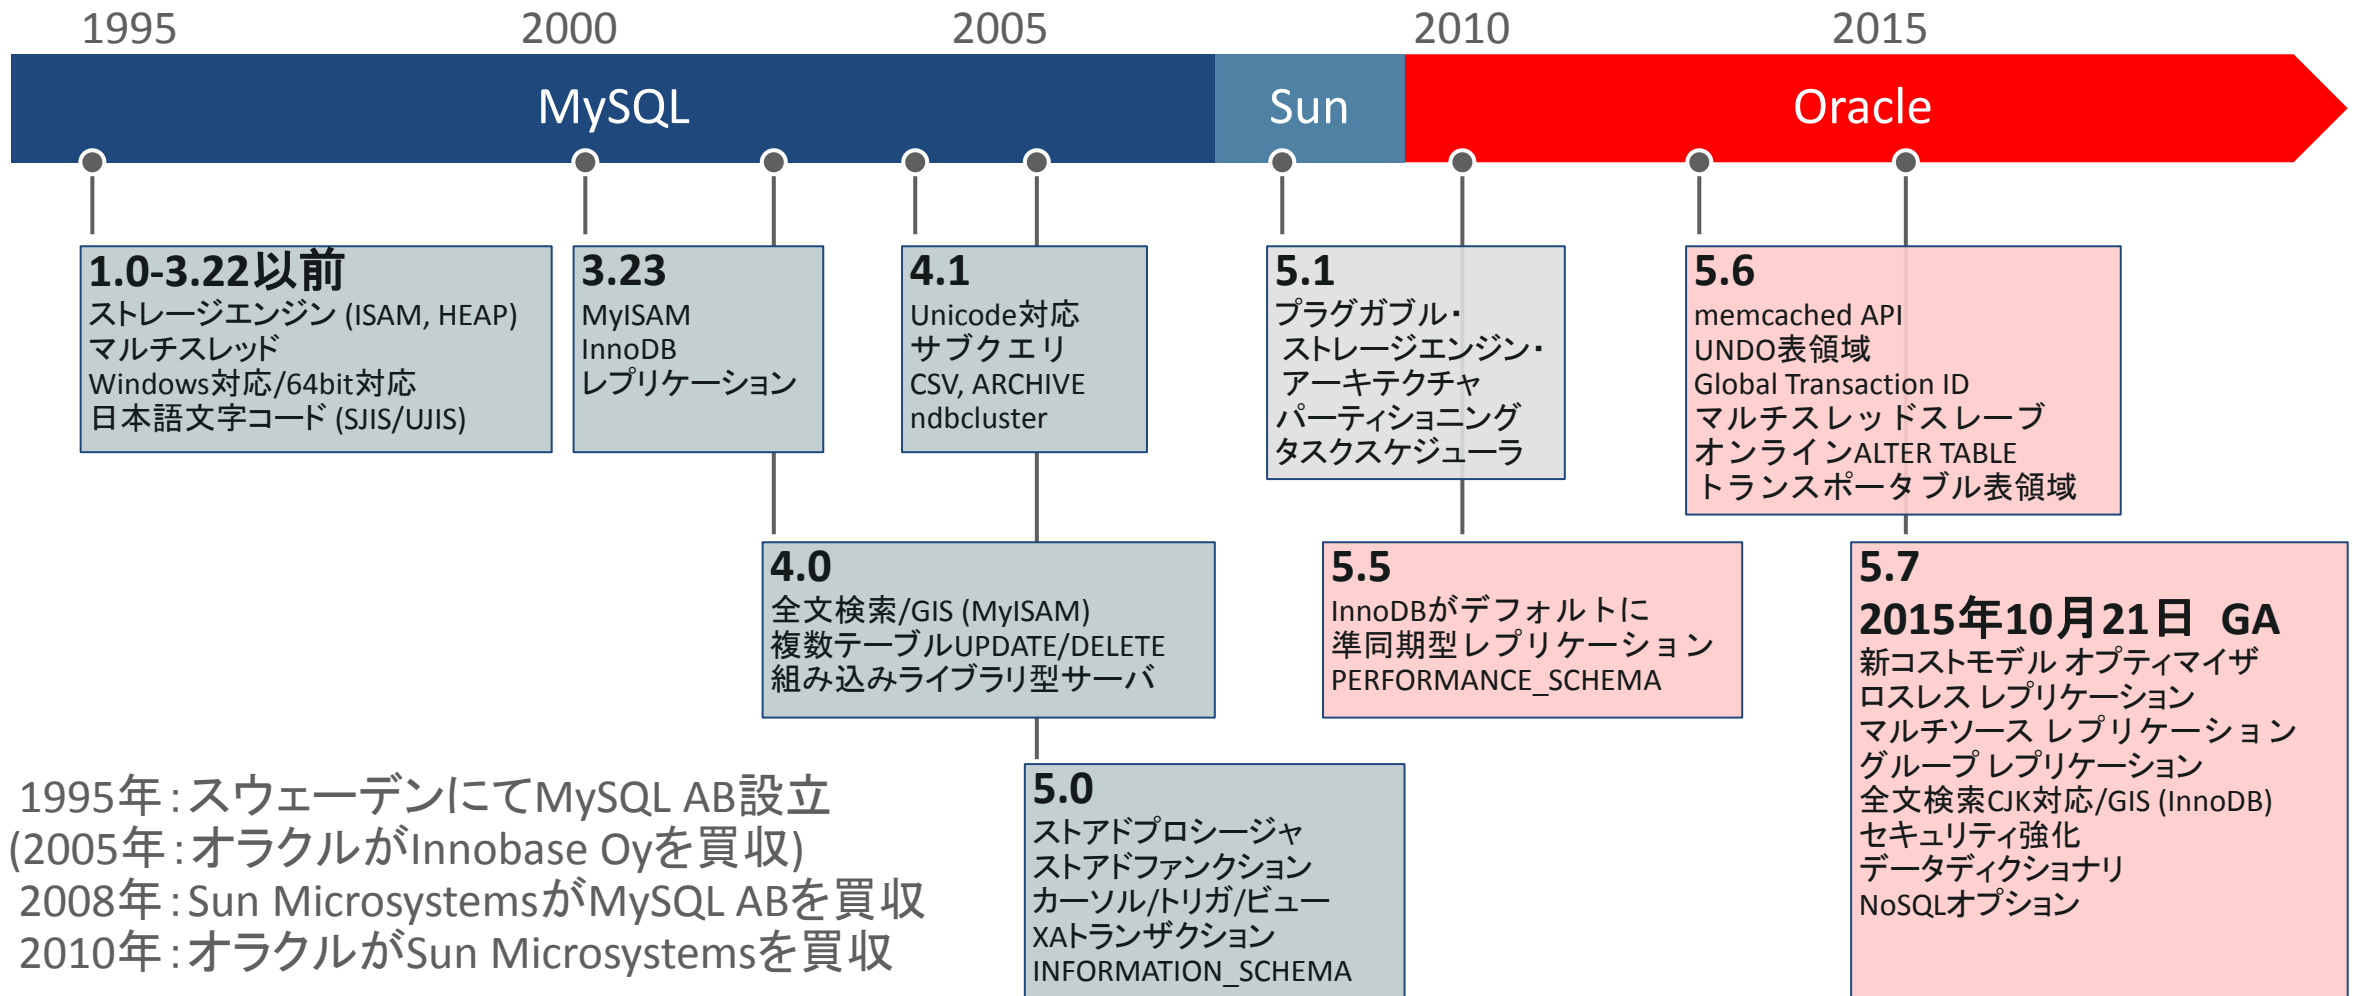 1995
2000
2005
2010
2015
MySQL
Sun
Oracle
1.0-3.22以前
ストレージエンジン (ISAM, HEAP)
マルチスレッド
Windows対応/64bit対応
日本語文字コード (SJIS/UJIS)
3.23
MyISAM
InnoDB
レプリケーション
4.1
Unicode対応
サブクエリ
CSV, ARCHIVE
ndbcluster
5.1
プラグガブル・
ストレージエンジン・
アーキテクチャ
パーティショニング
タスクスケジューラ
5.6
memcached API
UNDO表領域
Global Transaction ID
マルチスレッドスレーブ
オンラインALTER TABLE
トランスポータブル表領域
4.0
全文検索/GIS (MyISAM)
複数テーブルUPDATE/DELETE
組み込みライブラリ型サーバ
5.5
InnoDBがデフォルトに
準同期型レプリケーション
PERFORMANCE_SCHEMA
5.7
2015年10月21日 GA
新コストモデル オプティマイザ
ロスレス レプリケーション
マルチソース レプリケーション
グループ レプリケーション
全文検索CJK対応/GIS (InnoDB)
セキュリティ強化
データディクショナリ
NoSQLオプション
5.0
ストアドプロシージャ
ストアドファンクション
カーソル/トリガ/ビュー
XAトランザクション
INFORMATION_SCHEMA
1995年：スウェーデンにてMySQL AB設立
(2005年：オラクルがInnobase Oyを買収)
2008年：Sun MicrosystemsがMySQL ABを買収
2010年：オラクルがSun Microsystemsを買収